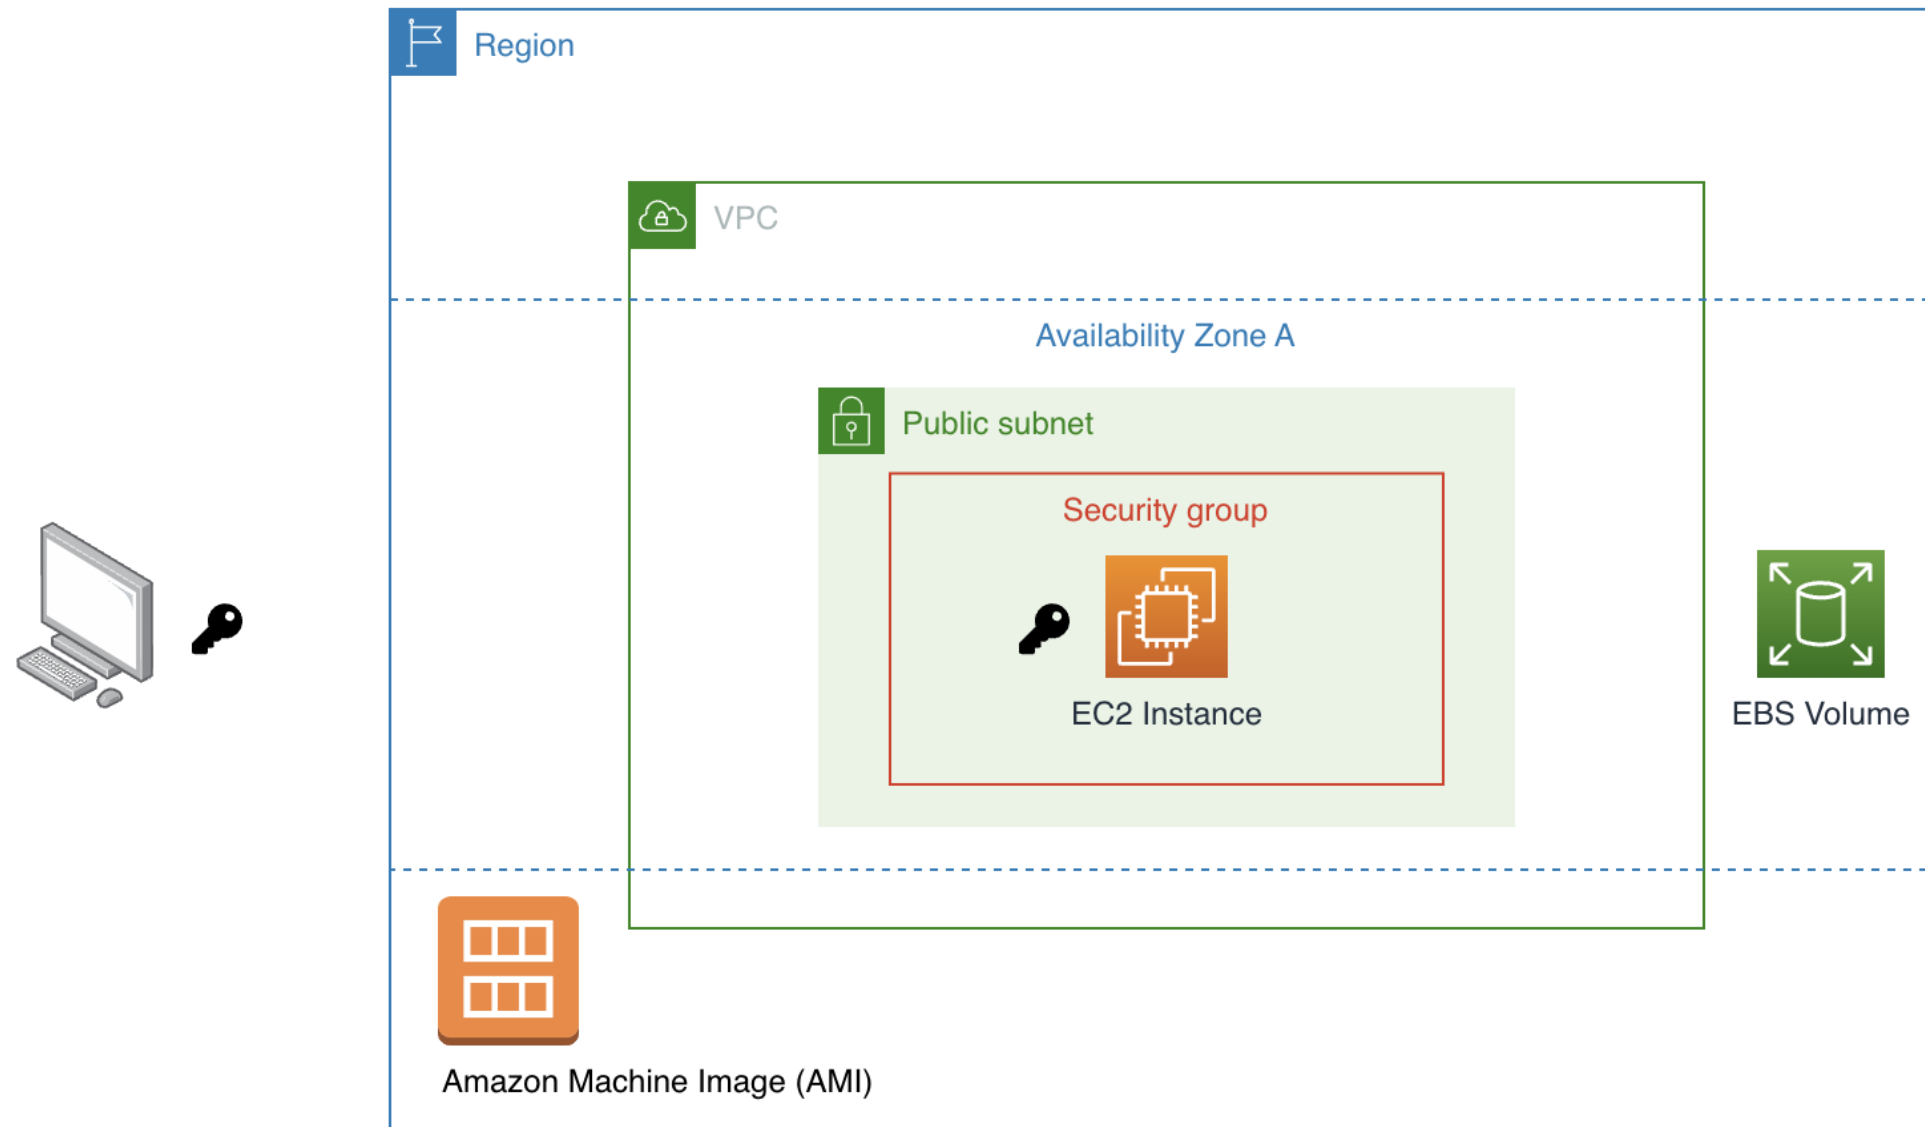 Region
VPC
Availability Zone A
Public subnet
Security group
EC2 Instance
EBS Volume
Amazon Machine Image (AMI)